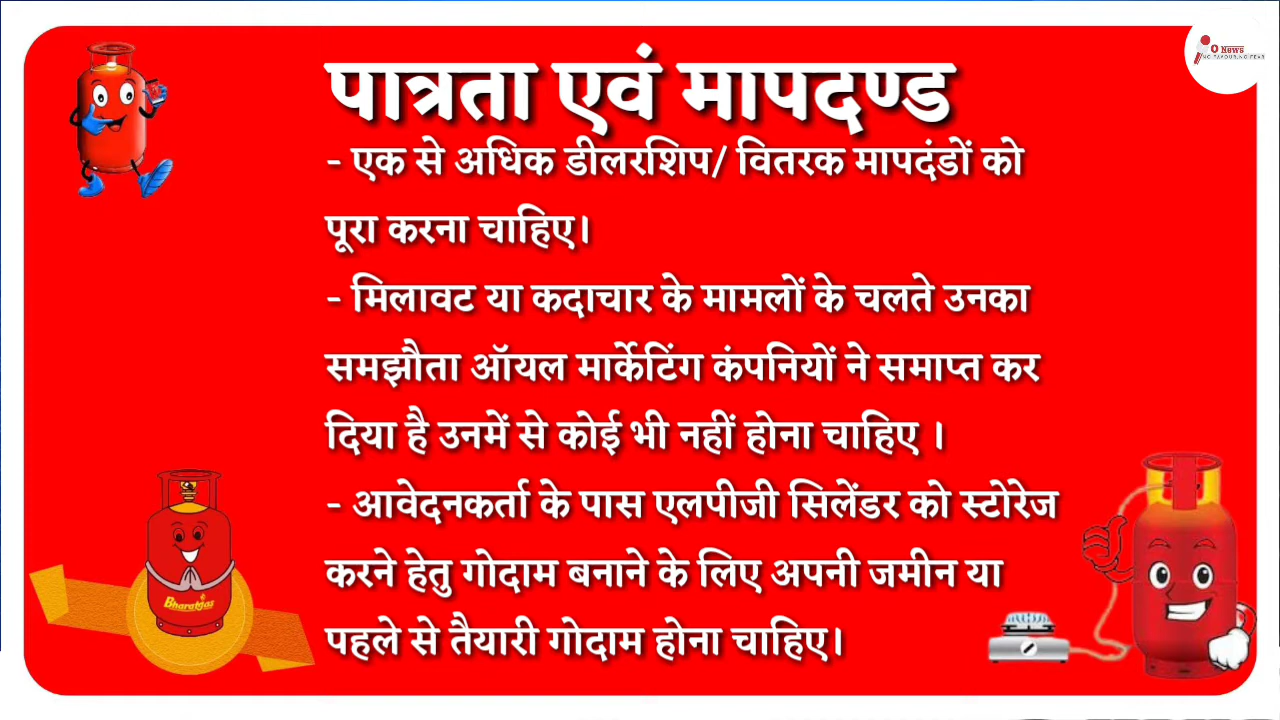 O News
पात्रता एवं मापदण्ड
- एक से अधिक डीलरशिप/ वितरक मापदंडों को
पूरा करना चाहिए।
- मिलावट या कदाचार के मामलों के चलते उनका
समझौता ऑयल मार्केटिंग कंपनियों ने समाप्त कर
दिया है उनमें से कोई भी नहीं होना चाहिए ।
- आवेदनकर्ता के पास एलपीजी सिलेंडर को स्टोरेज
करने हेतु गोदाम बनाने के लिए अपनी जमीन या
पहले से तैयारी गोदाम होना चाहिए।
Bharatgas